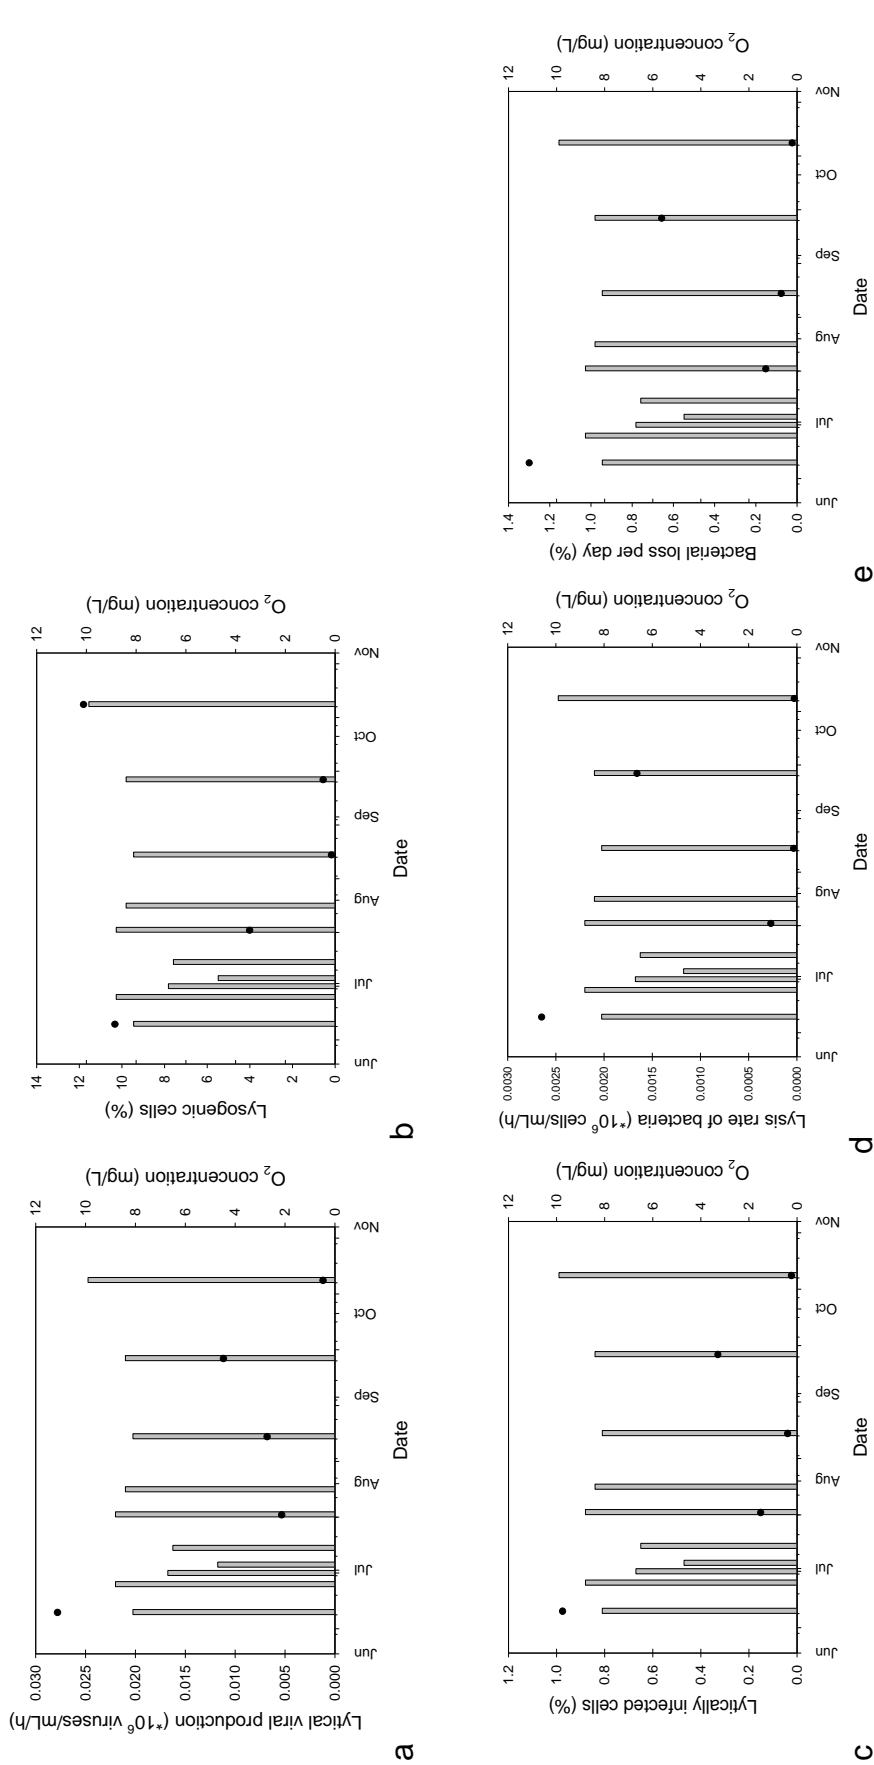 a
Lytical viral production (*10⁶ viruses/mL/h)
0.030
0.025
0.020
0.015
0.010
0.005
0.000
O₂ concentration (mg/L)
12
10
8
6
4
2
0
Jun
Jul
Aug
Sep
Oct
Nov
Date
b
Lysogenic cells (%)
14
12
10
8
6
4
2
0
O₂ concentration (mg/L)
12
10
8
6
4
2
0
Jun
Jul
Aug
Sep
Oct
Nov
Date
c
Lytically infected cells (%)
1.2
1.0
0.8
0.6
0.4
0.2
0.0
O₂ concentration (mg/L)
12
10
8
6
4
2
0
Jun
Jul
Aug
Sep
Oct
Nov
Date
d
Lysis rate of bacteria (*10⁶ cells/mL/h)
0.0030
0.0025
0.0020
0.0015
0.0010
0.0005
0.0000
O₂ concentration (mg/L)
12
10
8
6
4
2
0
Jun
Jul
Aug
Sep
Oct
Nov
Date
e
Bacterial loss per day (%)
1.4
1.2
1.0
0.8
0.6
0.4
0.2
0.0
O₂ concentration (mg/L)
12
10
8
6
4
2
0
Jun
Jul
Aug
Sep
Oct
Nov
Date